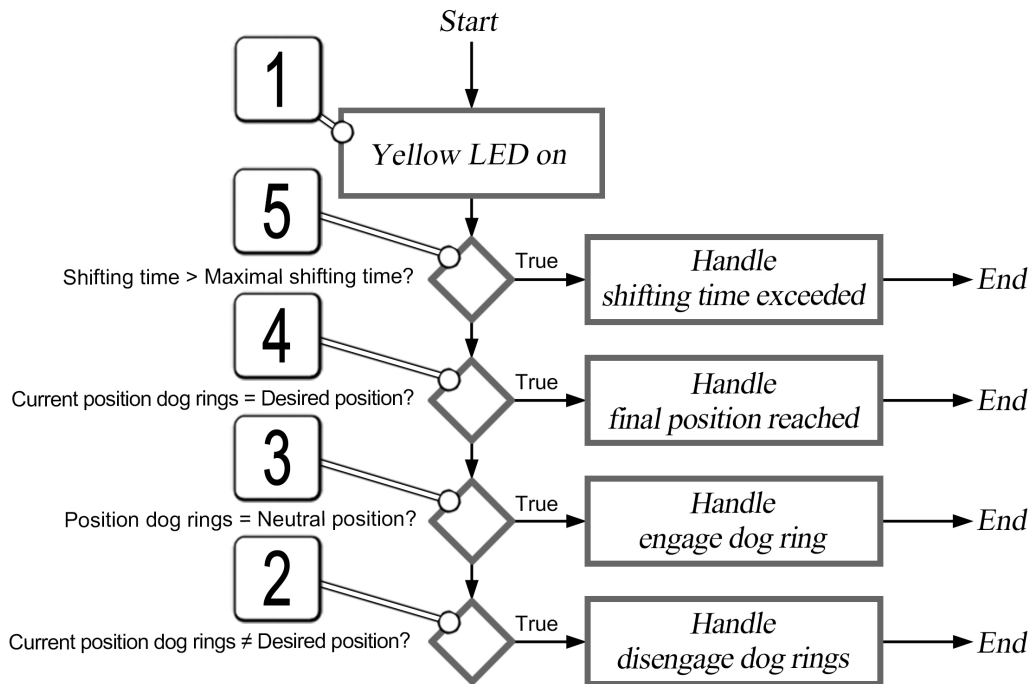 Start
1
Yellow LED on
5
Shifting time > Maximal shifting time?
True
Handle
shifting time exceeded
End
4
Current position dog rings = Desired position?
True
Handle
final position reached
End
3
Position dog rings = Neutral position?
True
Handle
engage dog ring
End
2
Current position dog rings ≠ Desired position?
True
Handle
disengage dog rings
End